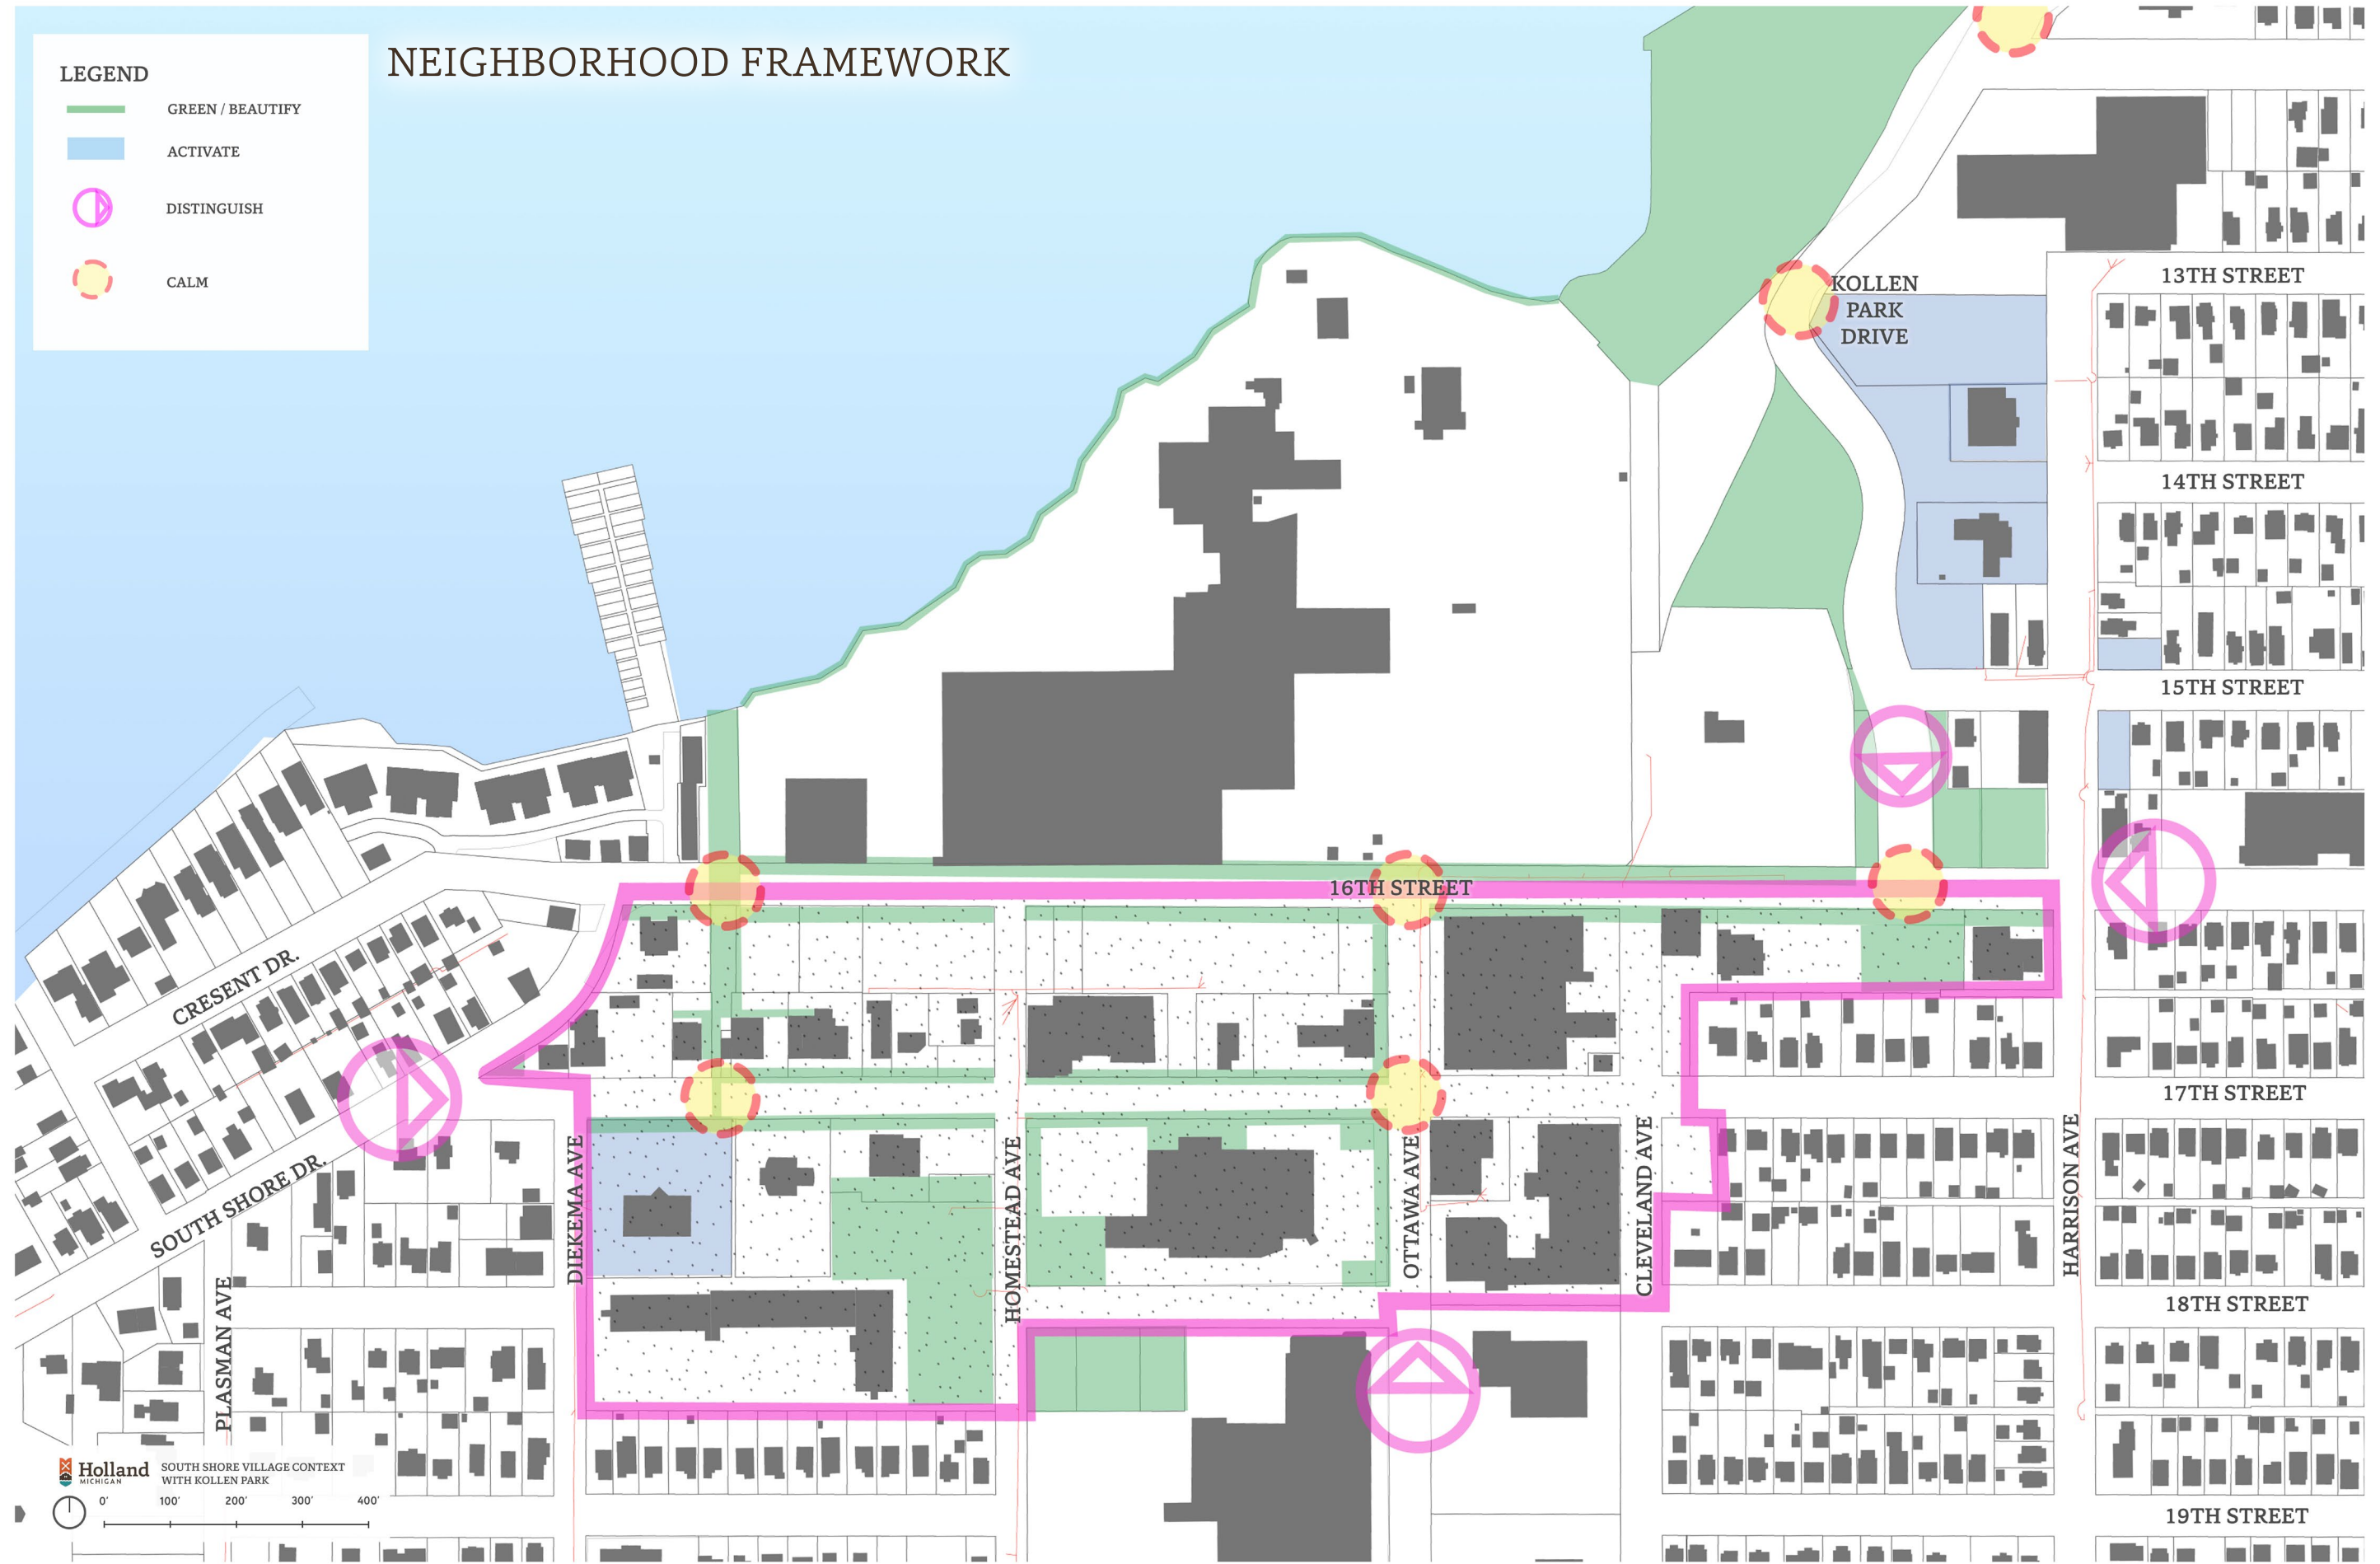 NEIGHBORHOOD FRAMEWORK
LEGEND
GREEN / BEAUTIFY
ACTIVATE
DISTINGUISH
CALM
KOLLEN
PARK
DRIVE
13TH STREET
14TH STREET
15TH STREET
16TH STREET
CRESENT DR.
SOUTH SHORE DR.
17TH STREET
DIEKEMA AVE
HOMESTEAD AVE
OTTAWA AVE
CLEVELAND AVE
HARRISON AVE
PLASMAN AVE
18TH STREET
19TH STREET
Holland
MICHIGAN
SOUTH SHORE VILLAGE CONTEXT
WITH KOLLEN PARK
0' 100' 200' 300' 400'